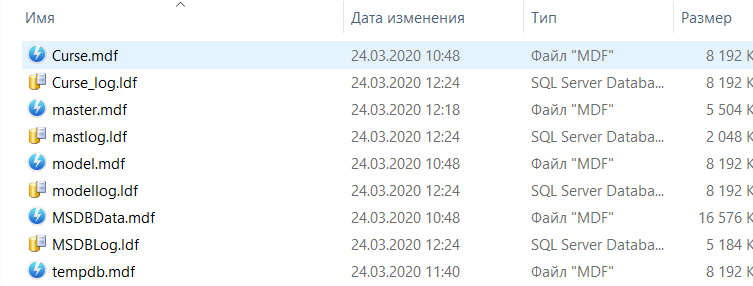 Имя Дата изменения Тип Размер
Curse.mdf 24.03.2020 10:48 Файл "MDF" 8 192 К
Curse_log.ldf 24.03.2020 12:24 SQL Server Databa... 8 192 К
master.mdf 24.03.2020 12:18 Файл "MDF" 5 504 К
mastlog.ldf 24.03.2020 12:24 SQL Server Databa... 2 048 К
model.mdf 24.03.2020 10:48 Файл "MDF" 8 192 К
modellog.ldf 24.03.2020 12:24 SQL Server Databa... 8 192 К
MSDBData.mdf 24.03.2020 10:48 Файл "MDF" 16 576 К
MSDBLog.ldf 24.03.2020 12:24 SQL Server Databa... 5 184 К
tempdb.mdf 24.03.2020 11:40 Файл "MDF" 8 192 К